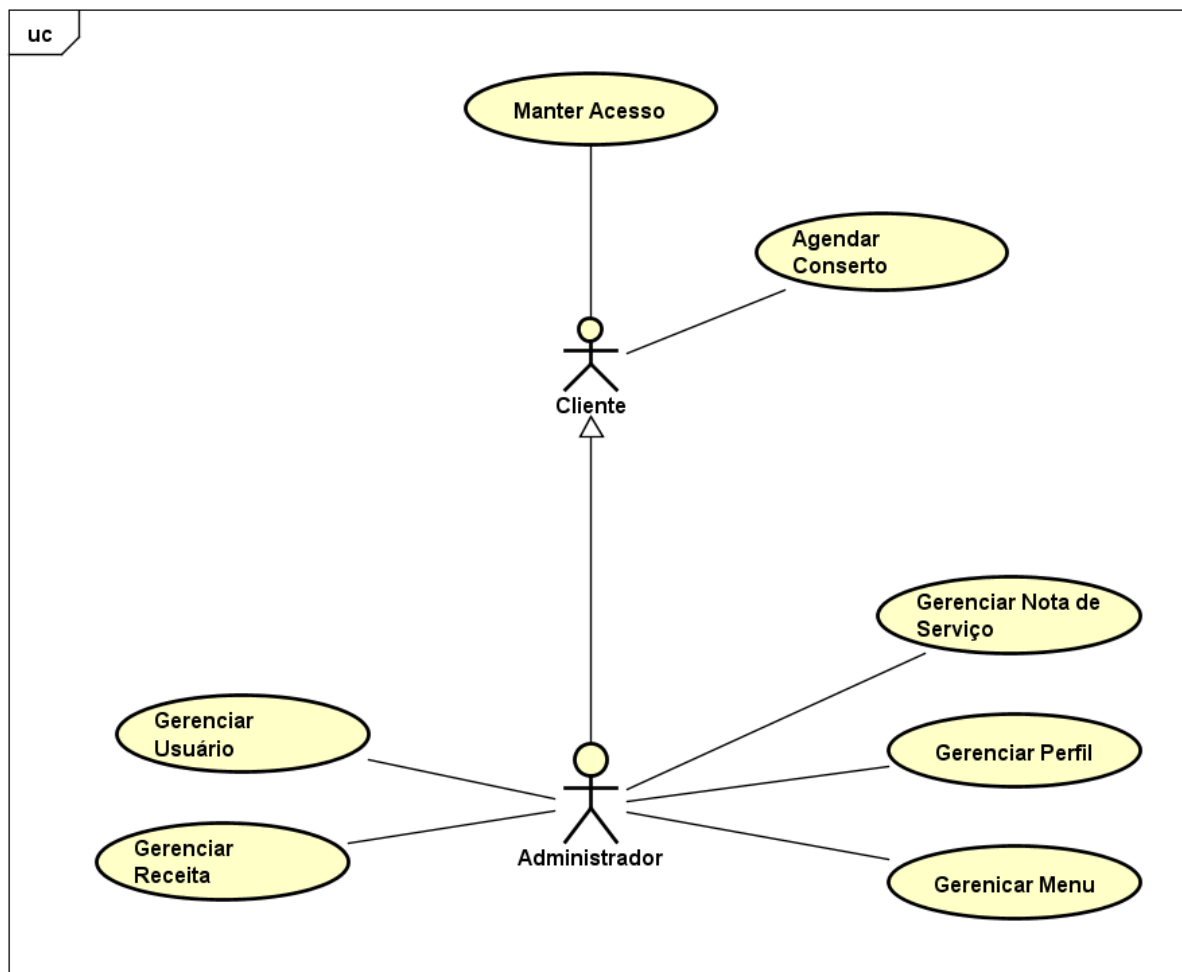 uc
Manter Acesso
Agendar
Conserto
Cliente
Gerenciar Nota de
Serviço
Gerenciar
Usuário
Gerenciar Perfil
Gerenciar
Receita
Administrador
Gerenicar Menu